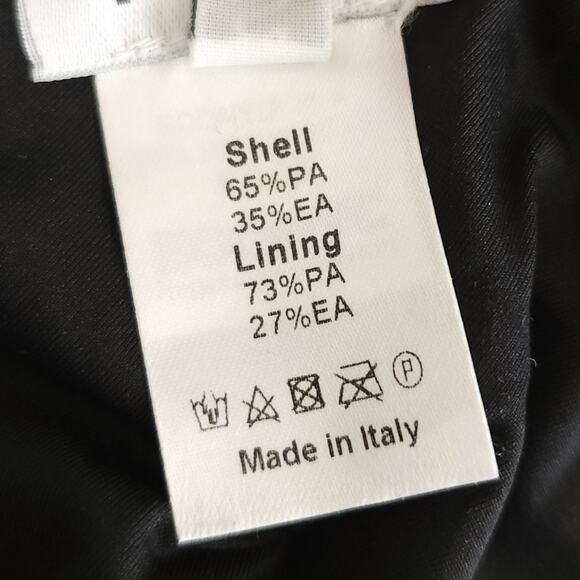 Shell
65%PA
35%EA
Lining
73%PA
27%EA
P
Made in Italy